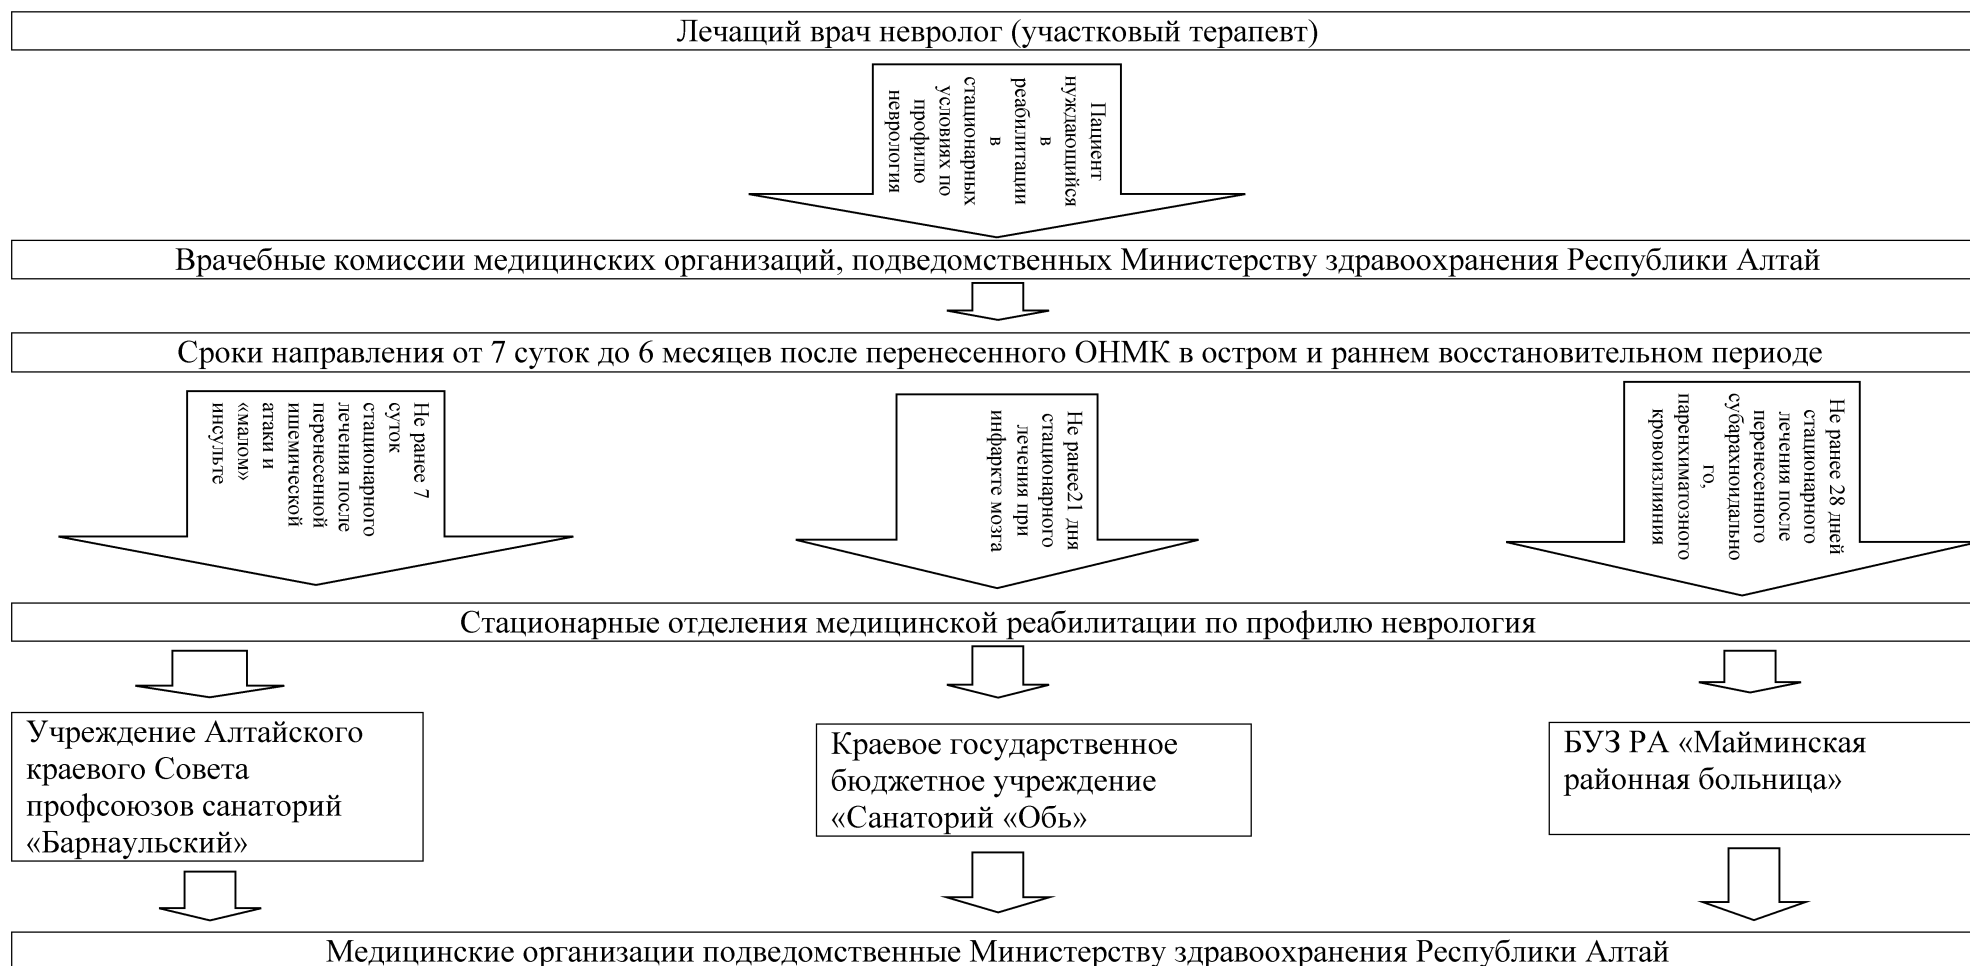 Лечащий врач невролог (участковый терапевт)
Пациент
нуждающийся
в
реабилитации
в
стационарных
условиях по
профилю
неврология
Врачебные комиссии медицинских организаций, подведомственных Министерству здравоохранения Республики Алтай
Сроки направления от 7 суток до 6 месяцев после перенесенного ОНМК в остром и раннем восстановительном периоде
Не ранее 7
суток
стационарного
лечения после
перенесенной
ишемической
атаки и
«малом»
инсульте
Не ранее21 дня
стационарного
лечения при
инфаркте мозга
Не ранее 28 дней
стационарного
лечения после
перенесенного
субарахноидально
го,
паренхиматозного
кровоизлияния
Стационарные отделения медицинской реабилитации по профилю неврология
Учреждение Алтайского
краевого Совета
профсоюзов санаторий
«Барнаульский»
Краевое государственное
бюджетное учреждение
«Санаторий «Обь»
БУЗ РА «Майминская
районная больница»
Медицинские организации подведомственные Министерству здравоохранения Республики Алтай